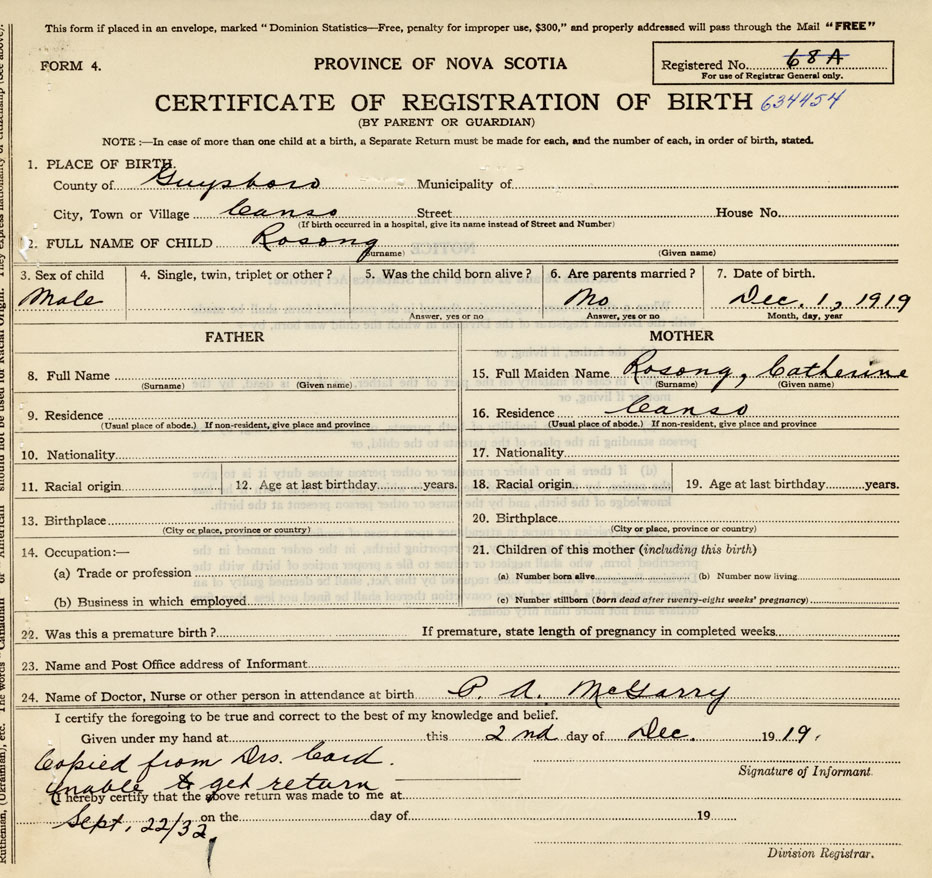 This form if placed in an envelope, marked "Dominion Statistics—Free, penalty for improper use, $300," and properly addressed will pass through the Mail "FREE"
FORM 4.
PROVINCE OF NOVA SCOTIA
Registered No. 68A
For use of Registrar General only.
CERTIFICATE OF REGISTRATION OF BIRTH 634454
(BY PARENT OR GUARDIAN)
NOTE :—In case of more than one child at a birth, a Separate Return must be made for each, and the number of each, in order of birth, stated.
1. PLACE OF BIRTH.
County of Guysboro Municipality of
City, Town or Village Canso Street House No.
(If birth occurred in a hospital, give its name instead of Street and Number)
2. FULL NAME OF CHILD Rosong
(Surname) (Given name)
3. Sex of child 4. Single, twin, triplet or other ? 5. Was the child born alive ? 6. Are parents married ? 7. Date of birth.
Male No Dec. 1, 1919
Answer, yes or no Answer, yes or no Month, day, year
FATHER
8. Full Name
(Surname) (Given name)
9. Residence
(Usual place of abode.) If non-resident, give place and province
10. Nationality
11. Racial origin 12. Age at last birthday years.
13. Birthplace
(City or place, province or country)
14. Occupation:—
(a) Trade or profession
(b) Business in which employed
MOTHER
15. Full Maiden Name Rosong, Catherine
(Surname) (Given name)
16. Residence Canso
(Usual place of abode.) If non-resident, give place and province
17. Nationality
18. Racial origin 19. Age at last birthday years.
20. Birthplace
(City or place, province or country)
21. Children of this mother (including this birth)
(a) Number born alive (b) Number now living
(c) Number stillborn (born dead after twenty-eight weeks' pregnancy)
22. Was this a premature birth ? If premature, state length of pregnancy in completed weeks
23. Name and Post Office address of Informant
24. Name of Doctor, Nurse or other person in attendance at birth P. A. McGarry
I certify the foregoing to be true and correct to the best of my knowledge and belief.
Given under my hand at this 2nd day of Dec. 1919.
Copied from Drs. Card.
Signature of Informant
unable to get return
I hereby certify that the above return was made to me at
Sept. 22/32 on the day of 19
Division Registrar.